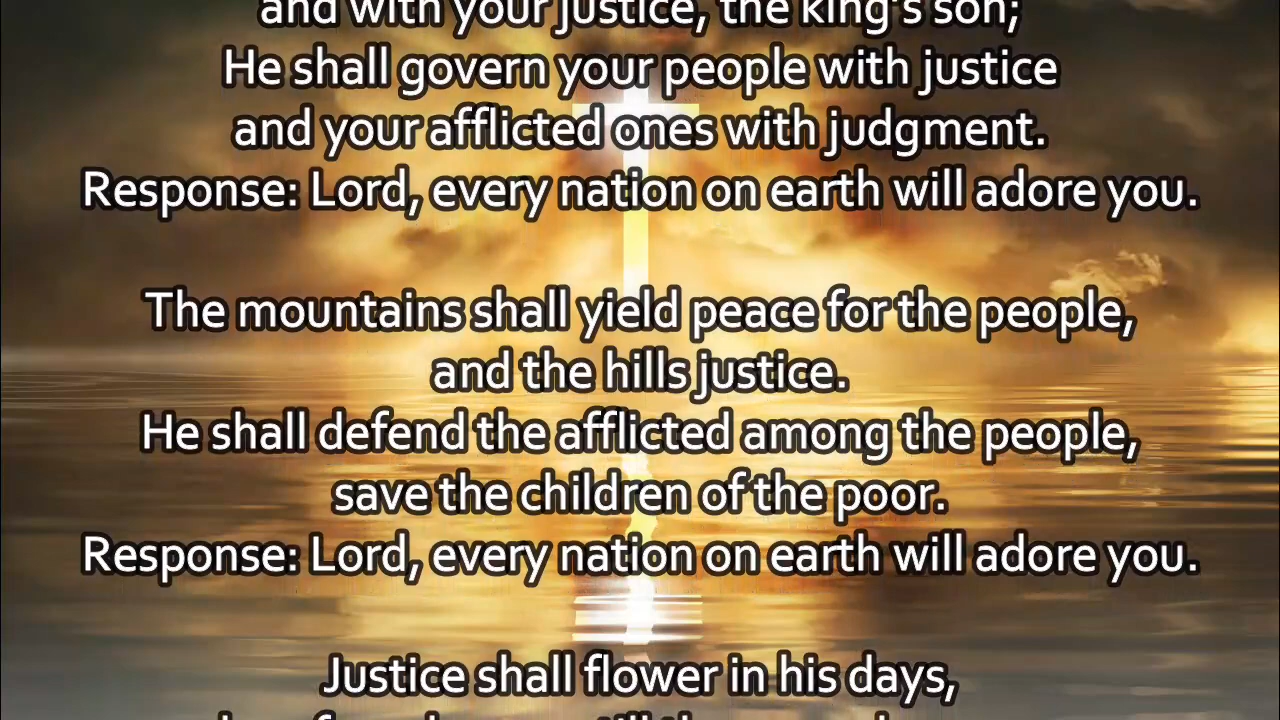 and with your justice, the king's son;
He shall govern your people with justice
and your afflicted ones with judgment.
Response: Lord, every nation on earth will adore you.
The mountains shall yield peace for the people,
and the hills justice.
He shall defend the afflicted among the people,
save the children of the poor.
Response: Lord, every nation on earth will adore you.
Justice shall flower in his days,